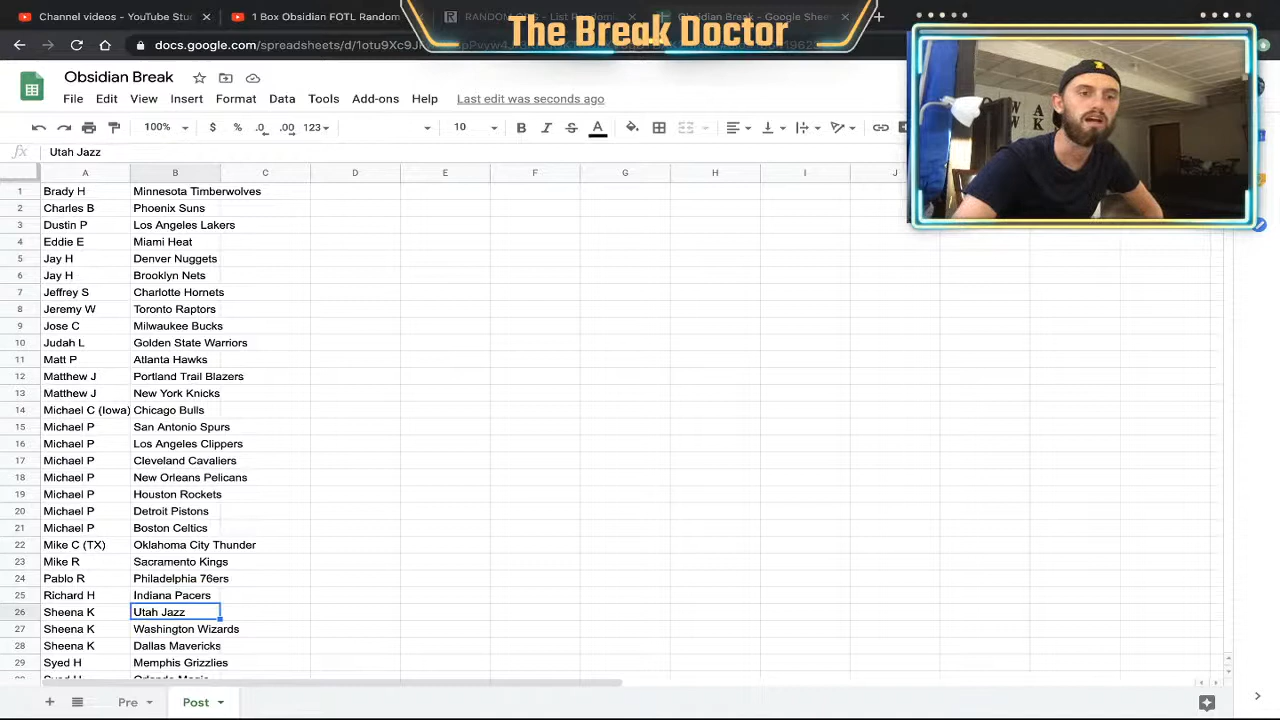 Channel videos - YouTube Stu
1 Box Obsidian FOTL Random
The Break Doctor
docs.google.com/spreadsheets/d/1otu9Xc9J
Obsidian Break
File Edit View Insert Format Data Tools Add-ons Help Last edit was seconds ago
100% $ % .0 .00 123 10 B I S A
fx Utah Jazz
A B C D E F G H I J
1 Brady H Minnesota Timberwolves
2 Charles B Phoenix Suns
3 Dustin P Los Angeles Lakers
4 Eddie E Miami Heat
5 Jay H Denver Nuggets
6 Jay H Brooklyn Nets
7 Jeffrey S Charlotte Hornets
8 Jeremy W Toronto Raptors
9 Jose C Milwaukee Bucks
10 Judah L Golden State Warriors
11 Matt P Atlanta Hawks
12 Matthew J Portland Trail Blazers
13 Matthew J New York Knicks
14 Michael C (Iowa) Chicago Bulls
15 Michael P San Antonio Spurs
16 Michael P Los Angeles Clippers
17 Michael P Cleveland Cavaliers
18 Michael P New Orleans Pelicans
19 Michael P Houston Rockets
20 Michael P Detroit Pistons
21 Michael P Boston Celtics
22 Mike C (TX) Oklahoma City Thunder
23 Mike R Sacramento Kings
24 Pablo R Philadelphia 76ers
25 Richard H Indiana Pacers
26 Sheena K Utah Jazz
27 Sheena K Washington Wizards
28 Sheena K Dallas Mavericks
29 Syed H Memphis Grizzlies
Pre Post